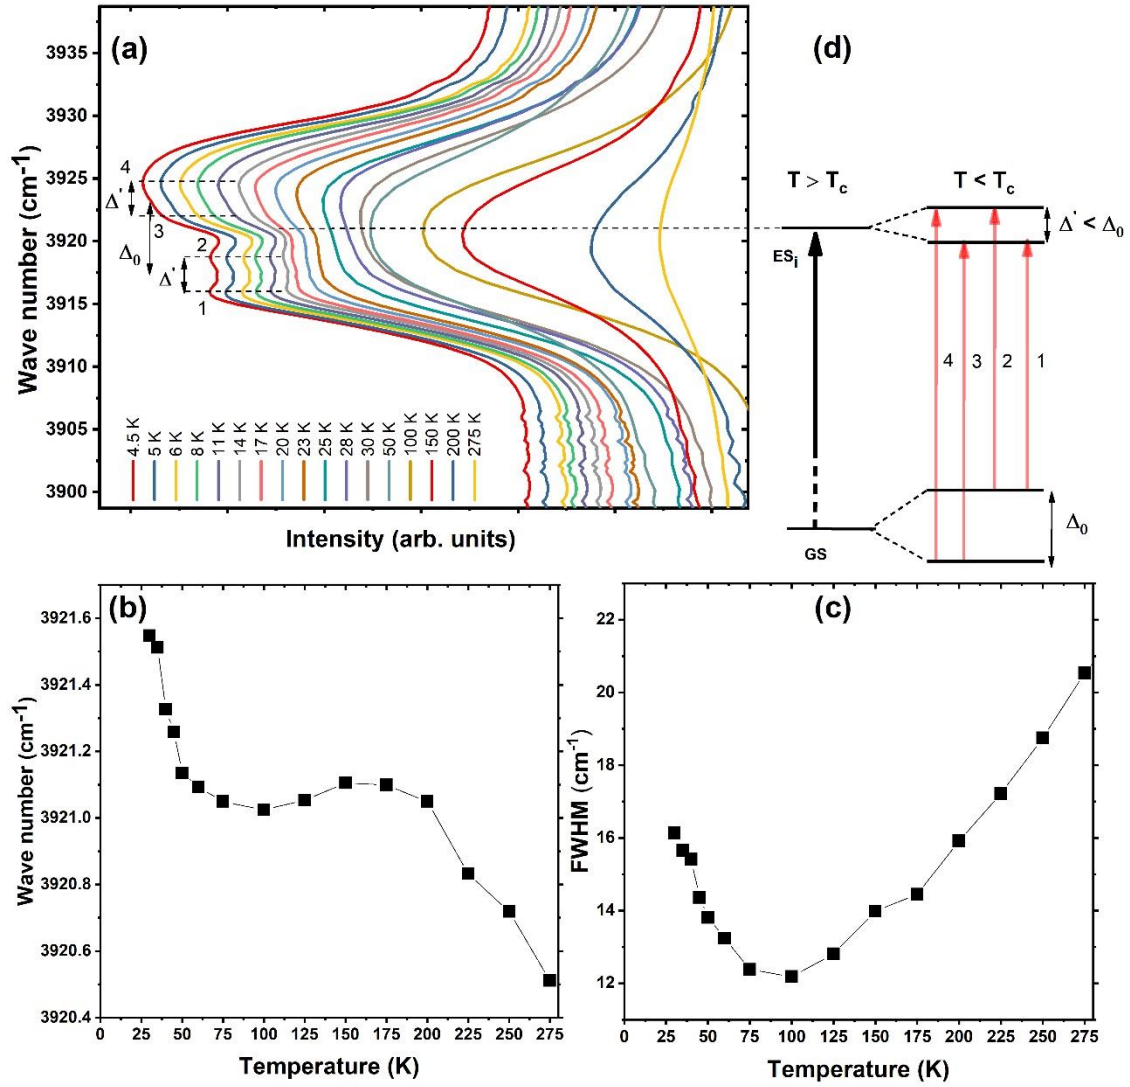 (a)
Wave number (cm⁻¹)
3935
3930
3925
3920
3915
3910
3905
3900
4
Δ'
3
Δ₀
2
Δ'
1
4.5 K
5 K
6 K
8 K
11 K
14 K
17 K
20 K
23 K
25 K
28 K
30 K
50 K
100 K
150 K
200 K
275 K
Intensity (arb. units)
(d)
T > Tc
T < Tc
ESi
Δ' < Δ₀
4
3
2
1
Δ₀
GS
(b)
Wave number (cm⁻¹)
3921.6
3921.4
3921.2
3921.0
3920.8
3920.6
3920.4
0 25 50 75 100 125 150 175 200 225 250 275
Temperature (K)
(c)
FWHM (cm⁻¹)
22
20
18
16
14
12
0 25 50 75 100 125 150 175 200 225 250 275
Temperature (K)